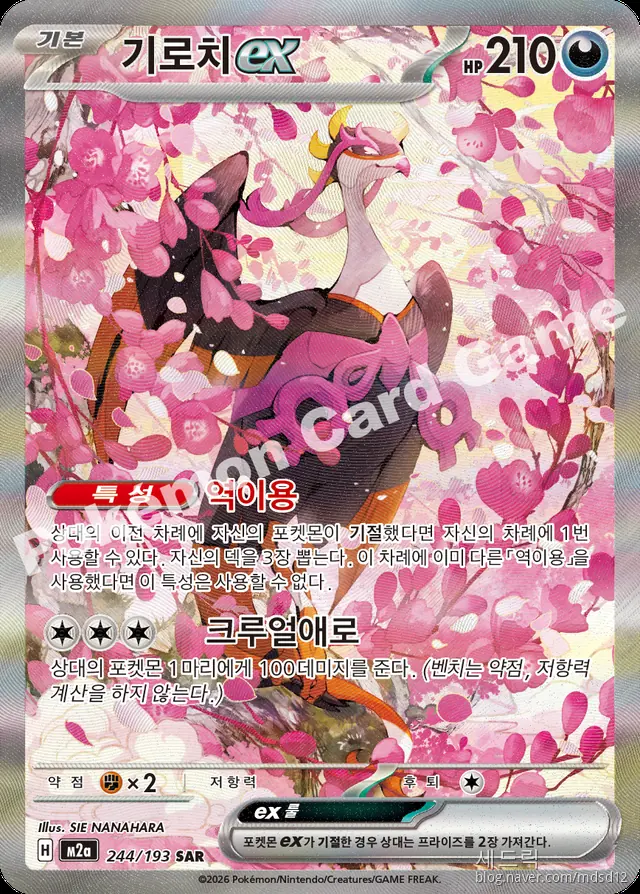 기본 기로치 ex HP 210
특성 역이용
상대의 이전 차례에 자신의 포켓몬이 기절했다면 자신의 차례에 1번
사용할 수 있다. 자신의 덱을 3장 뽑는다. 이 차례에 이미 다른 「역이용」을
사용했다면 이 특성은 사용할 수 없다.
크루얼애로
상대의 포켓몬 1마리에게 100데미지를 준다. (벤치는 약점, 저항력
계산을 하지 않는다.)
약점 ×2 저항력 후퇴
ex 룰
포켓몬 ex가 기절한 경우 상대는 프라이즈를 2장 가져간다.
Illus. SIE NANAHARA
H m2a 244/193 SAR
©2026 Pokémon/Nintendo/Creatures/GAME FREAK.
Pokémon Card Game
세드릭
blog.naver.com/mdsd12